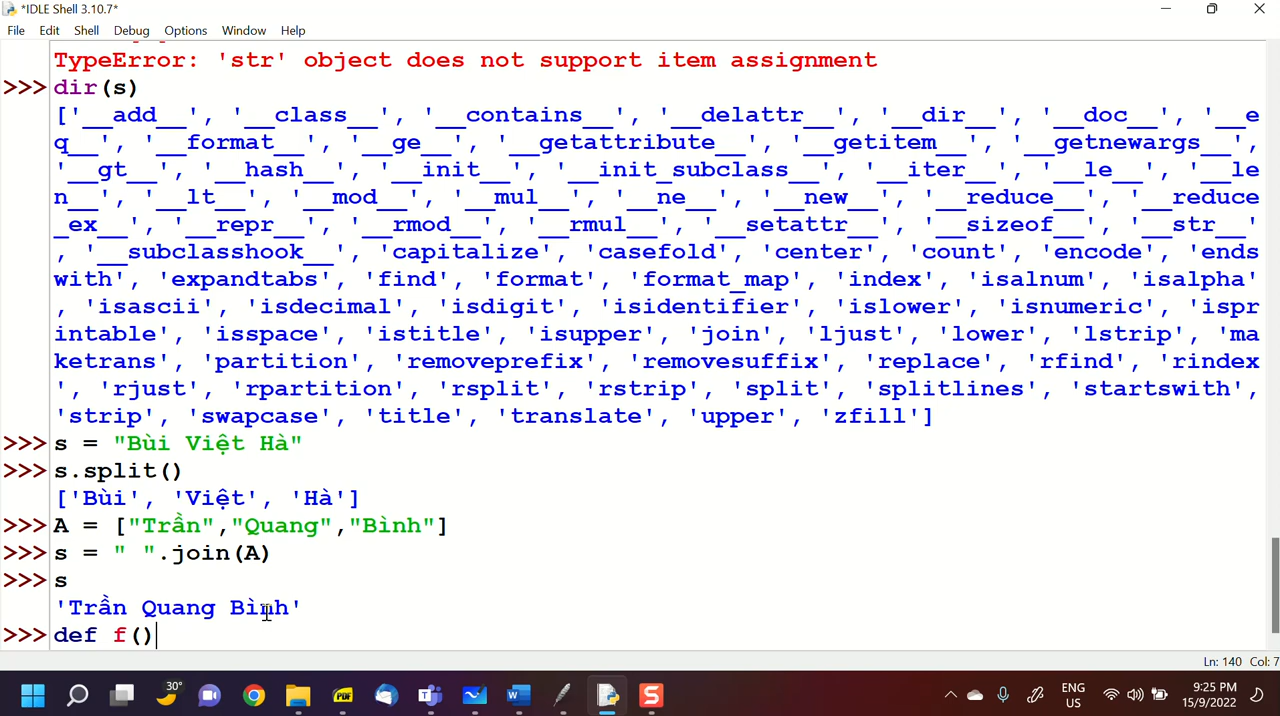 *IDLE Shell 3.10.7*
File Edit Shell Debug Options Window Help
TypeError: 'str' object does not support item assignment
>>> dir(s)
['__add__', '__class__', '__contains__', '__delattr__', '__dir__', '__doc__', '__e
q__', '__format__', '__ge__', '__getattribute__', '__getitem__', '__getnewargs__',
'__gt__', '__hash__', '__init__', '__init_subclass__', '__iter__', '__le__', '__le
n__', '__lt__', '__mod__', '__mul__', '__ne__', '__new__', '__reduce__', '__reduce
_ex__', '__repr__', '__rmod__', '__rmul__', '__setattr__', '__sizeof__', '__str__'
, '__subclasshook__', 'capitalize', 'casefold', 'center', 'count', 'encode', 'ends
with', 'expandtabs', 'find', 'format', 'format_map', 'index', 'isalnum', 'isalpha'
, 'isascii', 'isdecimal', 'isdigit', 'isidentifier', 'islower', 'isnumeric', 'ispr
intable', 'isspace', 'istitle', 'isupper', 'join', 'ljust', 'lower', 'lstrip', 'ma
ketrans', 'partition', 'removeprefix', 'removesuffix', 'replace', 'rfind', 'rindex
', 'rjust', 'rpartition', 'rsplit', 'rstrip', 'split', 'splitlines', 'startswith',
'strip', 'swapcase', 'title', 'translate', 'upper', 'zfill']
>>> s = "Bùi Việt Hà"
>>> s.split()
['Bùi', 'Việt', 'Hà']
>>> A = ["Trần","Quang","Bình"]
>>> s = " ".join(A)
>>> s
'Trần Quang Bình'
>>> def f()
Ln: 140 Col: 7
30°
PDF
S
ENG
US
9:25 PM
15/9/2022